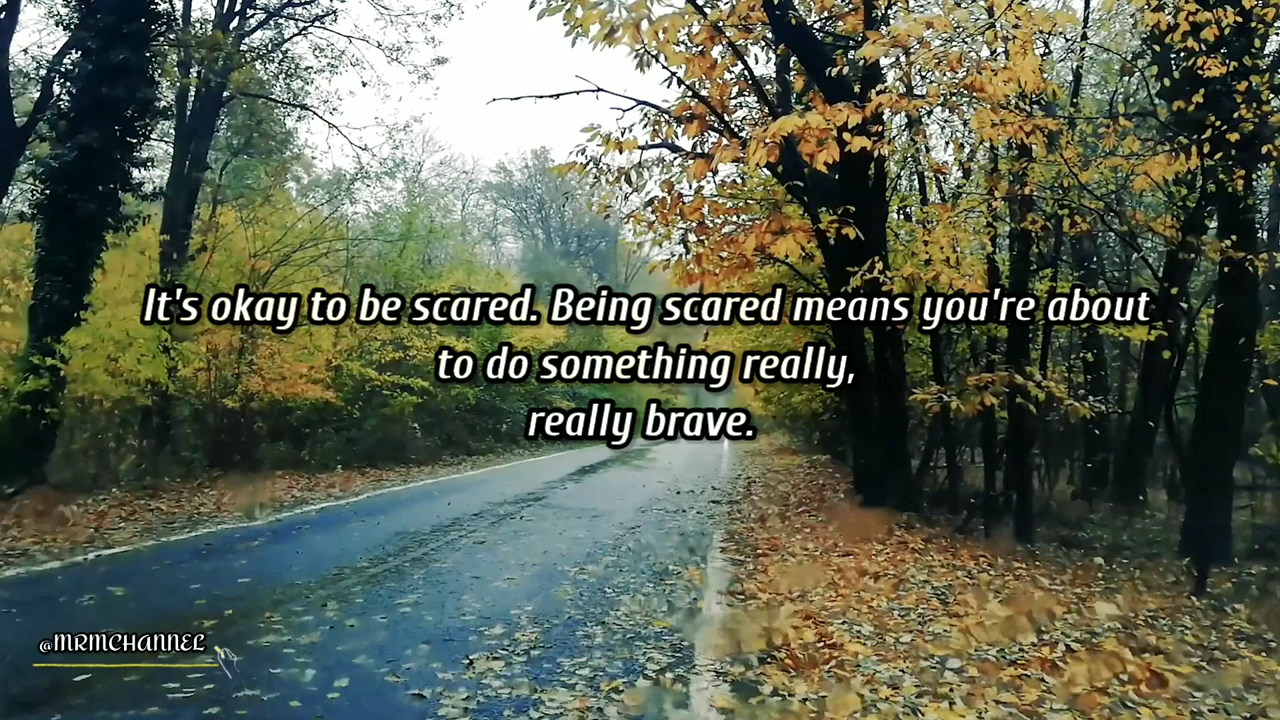 It's okay to be scared. Being scared means you're about
to do something really,
really brave.
@MRMCHANNEL